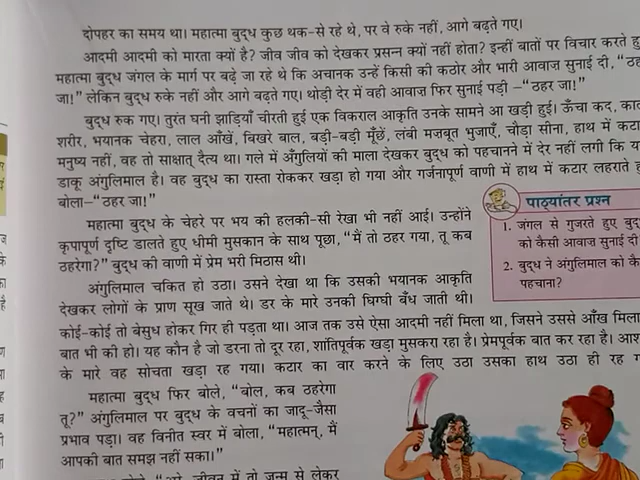 दोपहर का समय था। महात्मा बुद्ध कुछ थक-से रहे थे, पर वे रुके नहीं, आगे बढ़ते गए।
आदमी आदमी को मारता क्यों है? जीव जीव को देखकर प्रसन्न क्यों नहीं होता? इन्हीं बातों पर विचार करते
महात्मा बुद्ध जंगल के मार्ग पर बढ़े जा रहे थे कि अचानक उन्हें किसी की कठोर और भारी आवाज सुनाई दी,
जा!” लेकिन बुद्ध रुके नहीं और आगे बढ़ते गए। थोड़ी देर में वही आवाज फिर सुनाई पड़ी –“ठहर जा!”
बुद्ध रुक गए। तुरंत घनी झाड़ियाँ चीरती हुई एक विकराल आकृति उनके सामने आ खड़ी हुई। ऊँचा कद,
शरीर, भयानक चेहरा, लाल आँखें, बिखरे बाल, बड़ी-बड़ी मूँछें, लंबी मजबूत भुजाएँ, चौड़ा सीना, हाथ में
मनुष्य नहीं, वह तो साक्षात् दैत्य था। गले में अँगुलियों की माला देखकर बुद्ध को पहचानने में देर नहीं लगी कि
डाकू अंगुलिमाल है। वह बुद्ध का रास्ता रोककर खड़ा हो गया और गर्जनापूर्ण वाणी में हाथ में कटार लहराते
बोला–“ठहर जा!”
महात्मा बुद्ध के चेहरे पर भय की हलकी-सी रेखा भी नहीं आई। उन्होंने
कृपापूर्ण दृष्टि डालते हुए धीमी मुसकान के साथ पूछा, “मैं तो ठहर गया, तू कब
ठहरेगा?” बुद्ध की वाणी में प्रेम भरी मिठास थी।
पाठ्यांतर प्रश्न
1. जंगल से गुजरते हुए
को कैसी आवाज सुनाई
2. बुद्ध ने अंगुलिमाल को
पहचाना?
अंगुलिमाल चकित हो उठा। उसने देखा था कि उसकी भयानक आकृति
देखकर लोगों के प्राण सूख जाते थे। डर के मारे उनकी घिग्घी बँध जाती थी।
कोई-कोई तो बेसुध होकर गिर ही पड़ता था। आज तक उसे ऐसा आदमी नहीं मिला था, जिसने उससे आँख
बात भी की हो। यह कौन है जो डरना तो दूर रहा, शांतिपूर्वक खड़ा मुसकरा रहा है। प्रेमपूर्वक बात कर रहा है।
के मारे वह सोचता खड़ा रह गया। कटार का वार करने के लिए उठा उसका हाथ उठा ही रह
महात्मा बुद्ध फिर बोले, “बोल, कब ठहरेगा
तू?” अंगुलिमाल पर बुद्ध के वचनों का जादू-जैसा
प्रभाव पड़ा। वह विनीत स्वर में बोला, “महात्मन्, मैं
आपकी बात समझ नहीं सका।”
जीवन में तो जन्म से लेकर